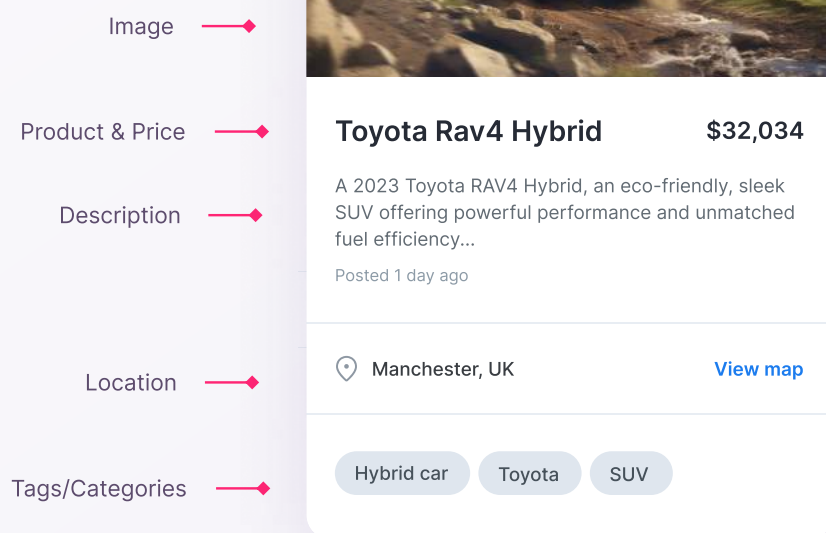 Image
Product & Price
Toyota Rav4 Hybrid
$32,034
Description
A 2023 Toyota RAV4 Hybrid, an eco-friendly, sleek
SUV offering powerful performance and unmatched
fuel efficiency...
Posted 1 day ago
Location
Manchester, UK
View map
Tags/Categories
Hybrid car
Toyota
SUV